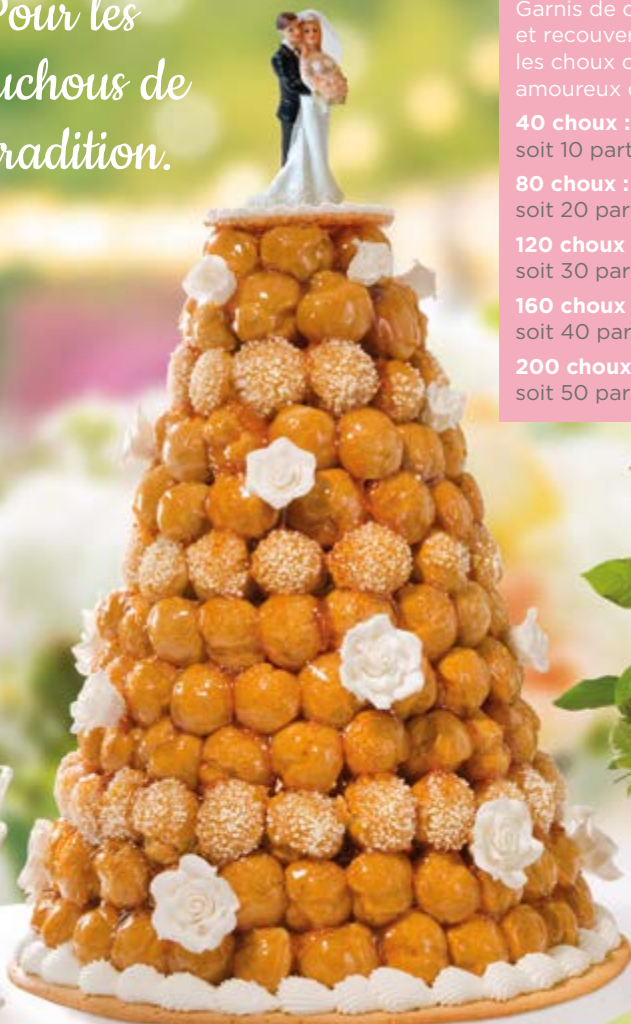 Pour les
uchous de
radition.
Garnis de c
et recouver
les choux c
amoureux
40 choux :
soit 10 part
80 choux :
soit 20 par
120 choux
soit 30 par
160 choux
soit 40 par
200 choux
soit 50 par